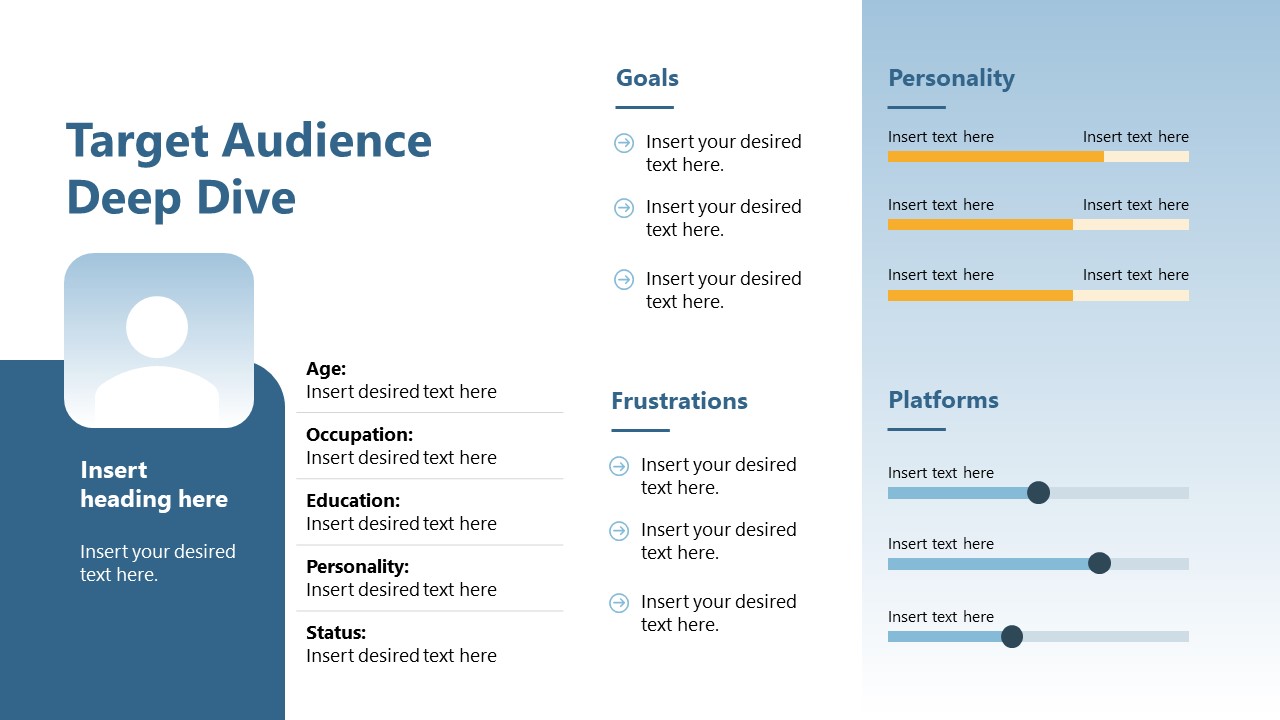 Target Audience
Deep Dive
Insert
heading here
Insert your desired
text here.
Age:
Insert desired text here
Occupation:
Insert desired text here
Education:
Insert desired text here
Personality:
Insert desired text here
Status:
Insert desired text here
Goals
Insert your desired
text here.
Insert your desired
text here.
Insert your desired
text here.
Frustrations
Insert your desired
text here.
Insert your desired
text here.
Insert your desired
text here.
Personality
Insert text here Insert text here
Insert text here Insert text here
Insert text here Insert text here
Platforms
Insert text here
Insert text here
Insert text here